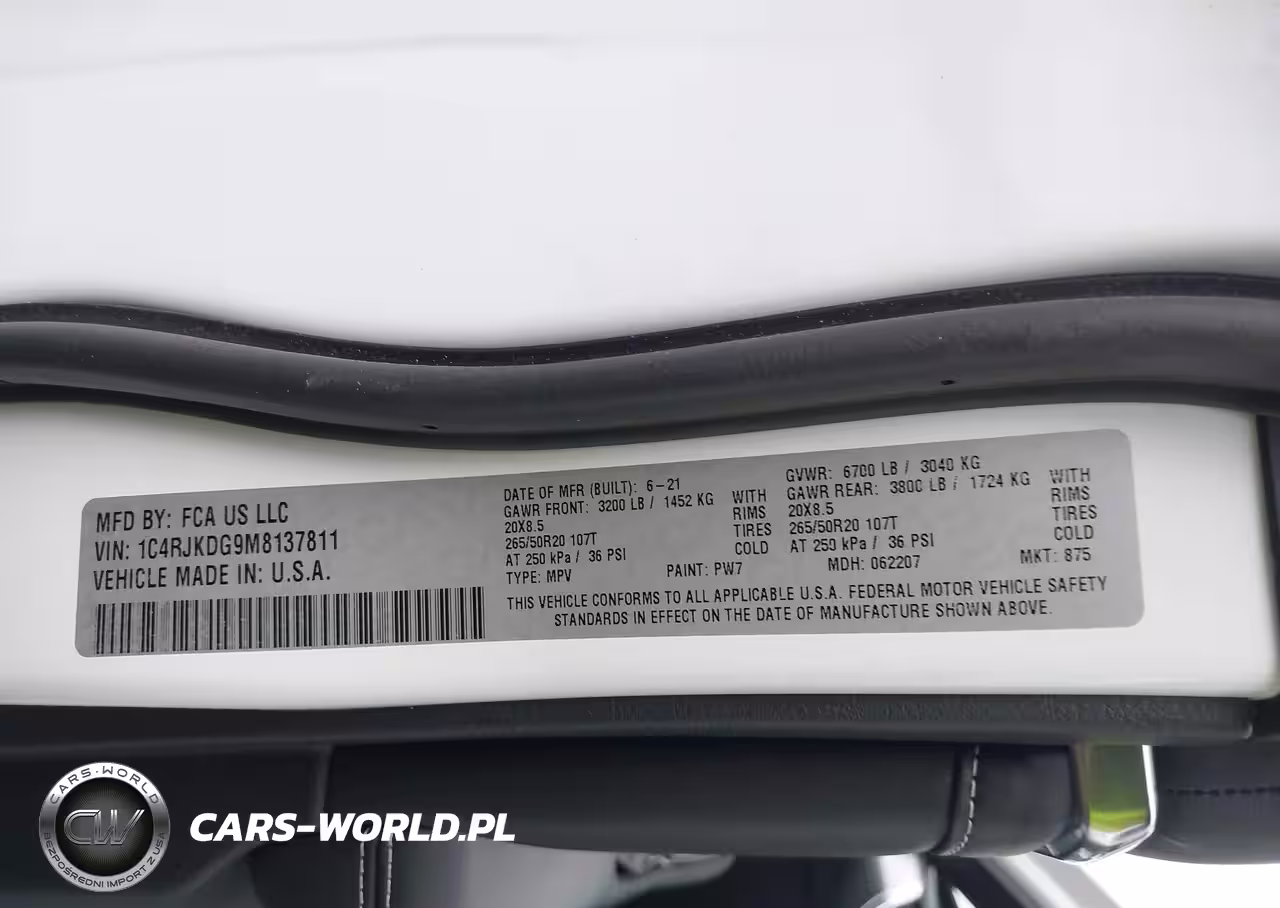 MFD BY: FCA US LLC
VIN: 1C4RJKDG9M8137811
VEHICLE MADE IN: U.S.A.
DATE OF MFR (BUILT): 6-21
GAWR FRONT: 3200 LB / 1452 KG WITH
20X8.5 RIMS
265/50R20 107T TIRES
AT 250 kPa / 36 PSI COLD
TYPE: MPV PAINT: PW7
GVWR: 6700 LB / 3040 KG
GAWR REAR: 3800 LB / 1724 KG WITH
20X8.5 RIMS
265/50R20 107T TIRES
AT 250 kPa / 36 PSI COLD
MDH: 062207 MKT: 875
THIS VEHICLE CONFORMS TO ALL APPLICABLE U.S.A. FEDERAL MOTOR VEHICLE SAFETY
STANDARDS IN EFFECT ON THE DATE OF MANUFACTURE SHOWN ABOVE.
CARS-WORLD
CW
BEZPOŚREDNI IMPORT Z USA
CARS-WORLD.PL